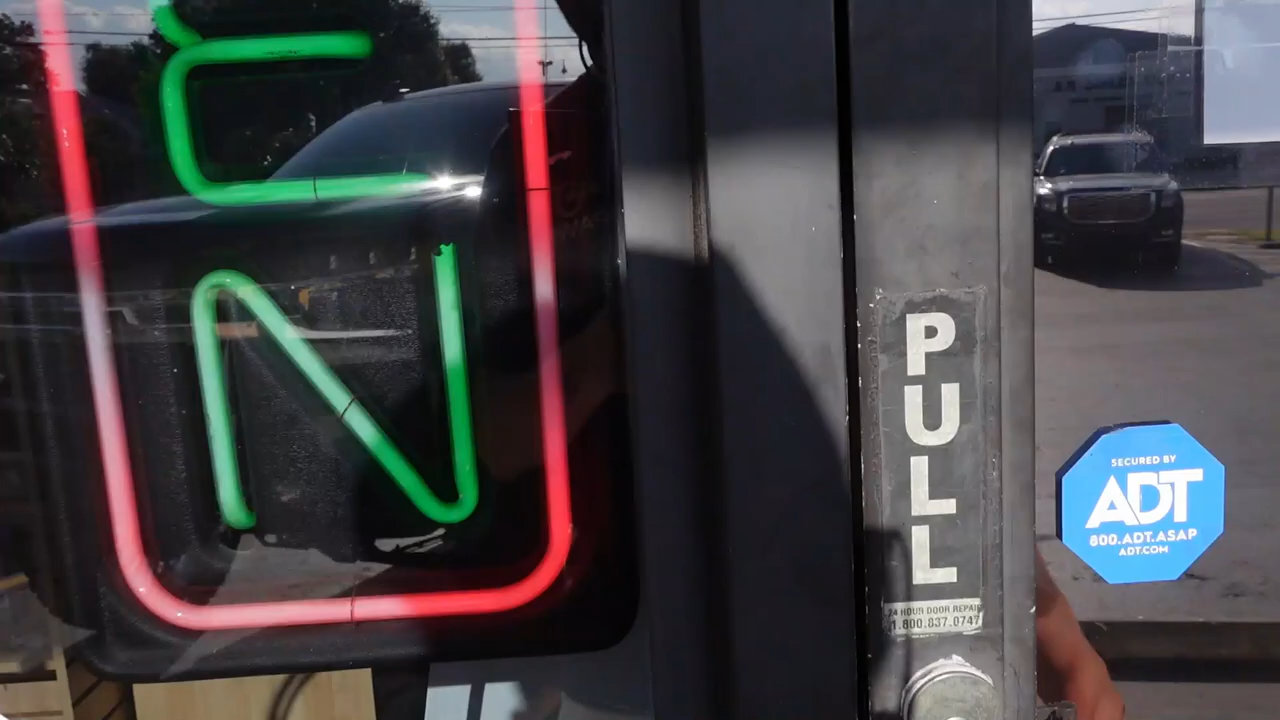 E
N
PULL
24 HOUR DOOR REPAIR
1.800.837.0747
SECURED BY
ADT
800.ADT.ASAP
ADT.COM